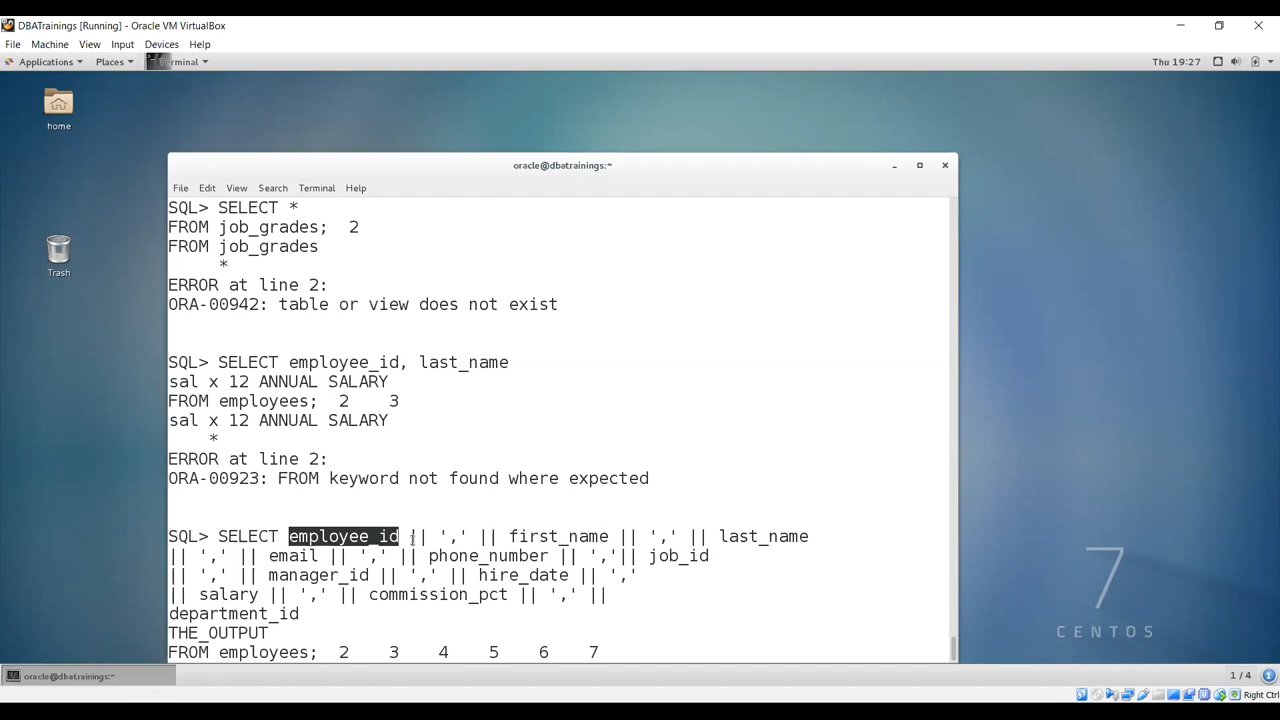 DBATrainings [Running] - Oracle VM VirtualBox
File Machine View Input Devices Help
Applications Places Terminal Thu 19:27
home
Trash
oracle@dbatrainings:~
File Edit View Search Terminal Help
SQL> SELECT *
FROM job_grades;  2
FROM job_grades
*
ERROR at line 2:
ORA-00942: table or view does not exist
SQL> SELECT employee_id, last_name
sal x 12 ANNUAL SALARY
FROM employees;  2    3
sal x 12 ANNUAL SALARY
*
ERROR at line 2:
ORA-00923: FROM keyword not found where expected
SQL> SELECT employee_id || ',' || first_name || ',' || last_name
|| ',' || email || ',' || phone_number || ','|| job_id
|| ',' || manager_id || ',' || hire_date || ','
|| salary || ',' || commission_pct || ',' ||
department_id
THE_OUTPUT
FROM employees;  2    3    4    5    6    7
7
CENTOS
oracle@dbatrainings:~
1 / 4
Right Ctrl